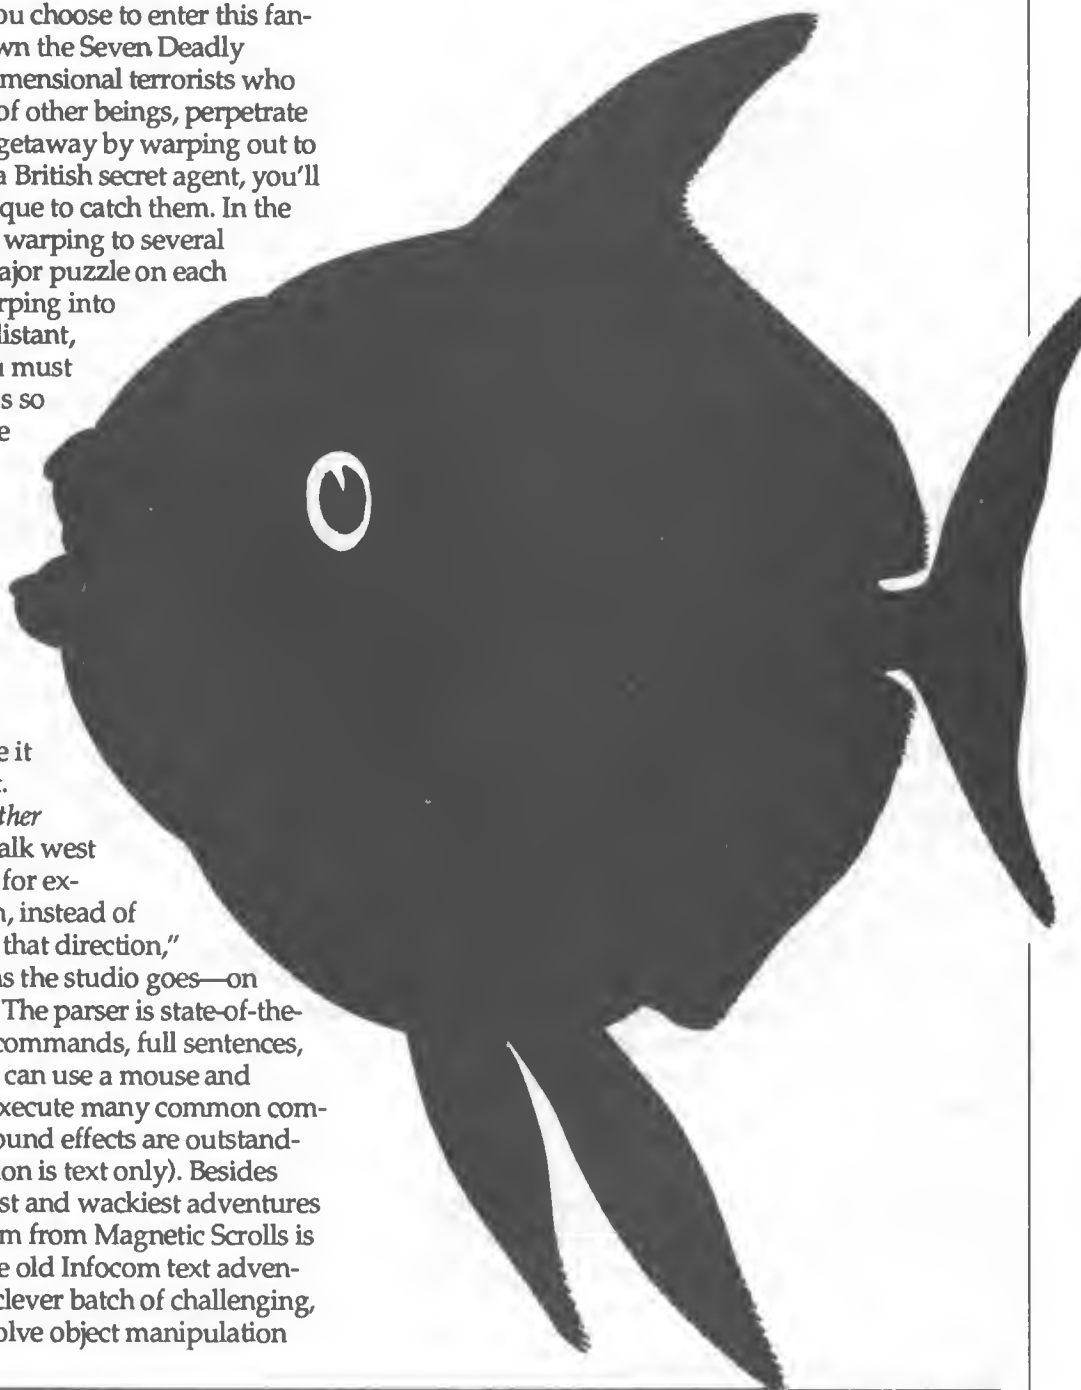 ou choose to enter this fan-
wn the Seven Deadly
mensional terrorists who
of other beings, perpetrate
getaway by warping out to
a British secret agent, you'll
que to catch them. In the
warping to several
ajor puzzle on each
rping into
listant,
must
s so
e
e it
ther
alk west
for ex-
, instead of
that direction,"
as the studio goes—on
The parser is state-of-the-
commands, full sentences,
can use a mouse and
xecute many common com-
ound effects are outstand-
on is text only). Besides
st and wackiest adventures
m from Magnetic Scrolls is
e old Infocom text adven-
clever batch of challenging,
olve object manipulation